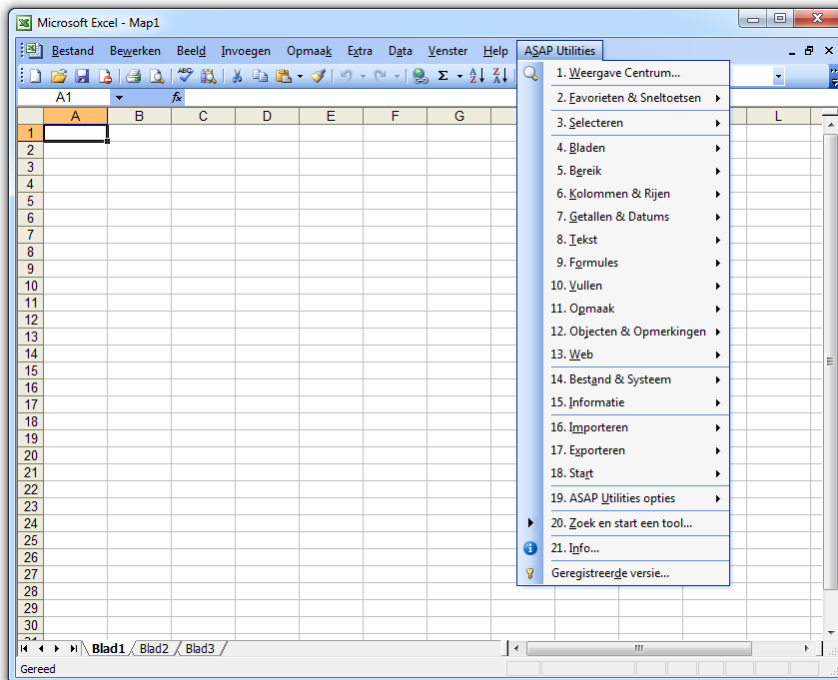 Microsoft Excel - Map1
Bestand Bewerken Beeld Invoegen Opmaak Extra Data Venster Help ASAP Utilities
A1 fx
A B C D E F G L
1
2
3
4
5
6
7
8
9
10
11
12
13
14
15
16
17
18
19
20
21
22
23
24
25
26
27
28
29
30
1. Weergave Centrum...
2. Favorieten & Sneltoetsen
3. Selecteren
4. Bladen
5. Bereik
6. Kolommen & Rijen
7. Getallen & Datums
8. Tekst
9. Formules
10. Vullen
11. Opmaak
12. Objecten & Opmerkingen
13. Web
14. Bestand & Systeem
15. Informatie
16. Importeren
17. Exporteren
18. Start
19. ASAP Utilities opties
20. Zoek en start een tool...
21. Info...
Geregistreerde versie...
Blad1 Blad2 Blad3
Gereed